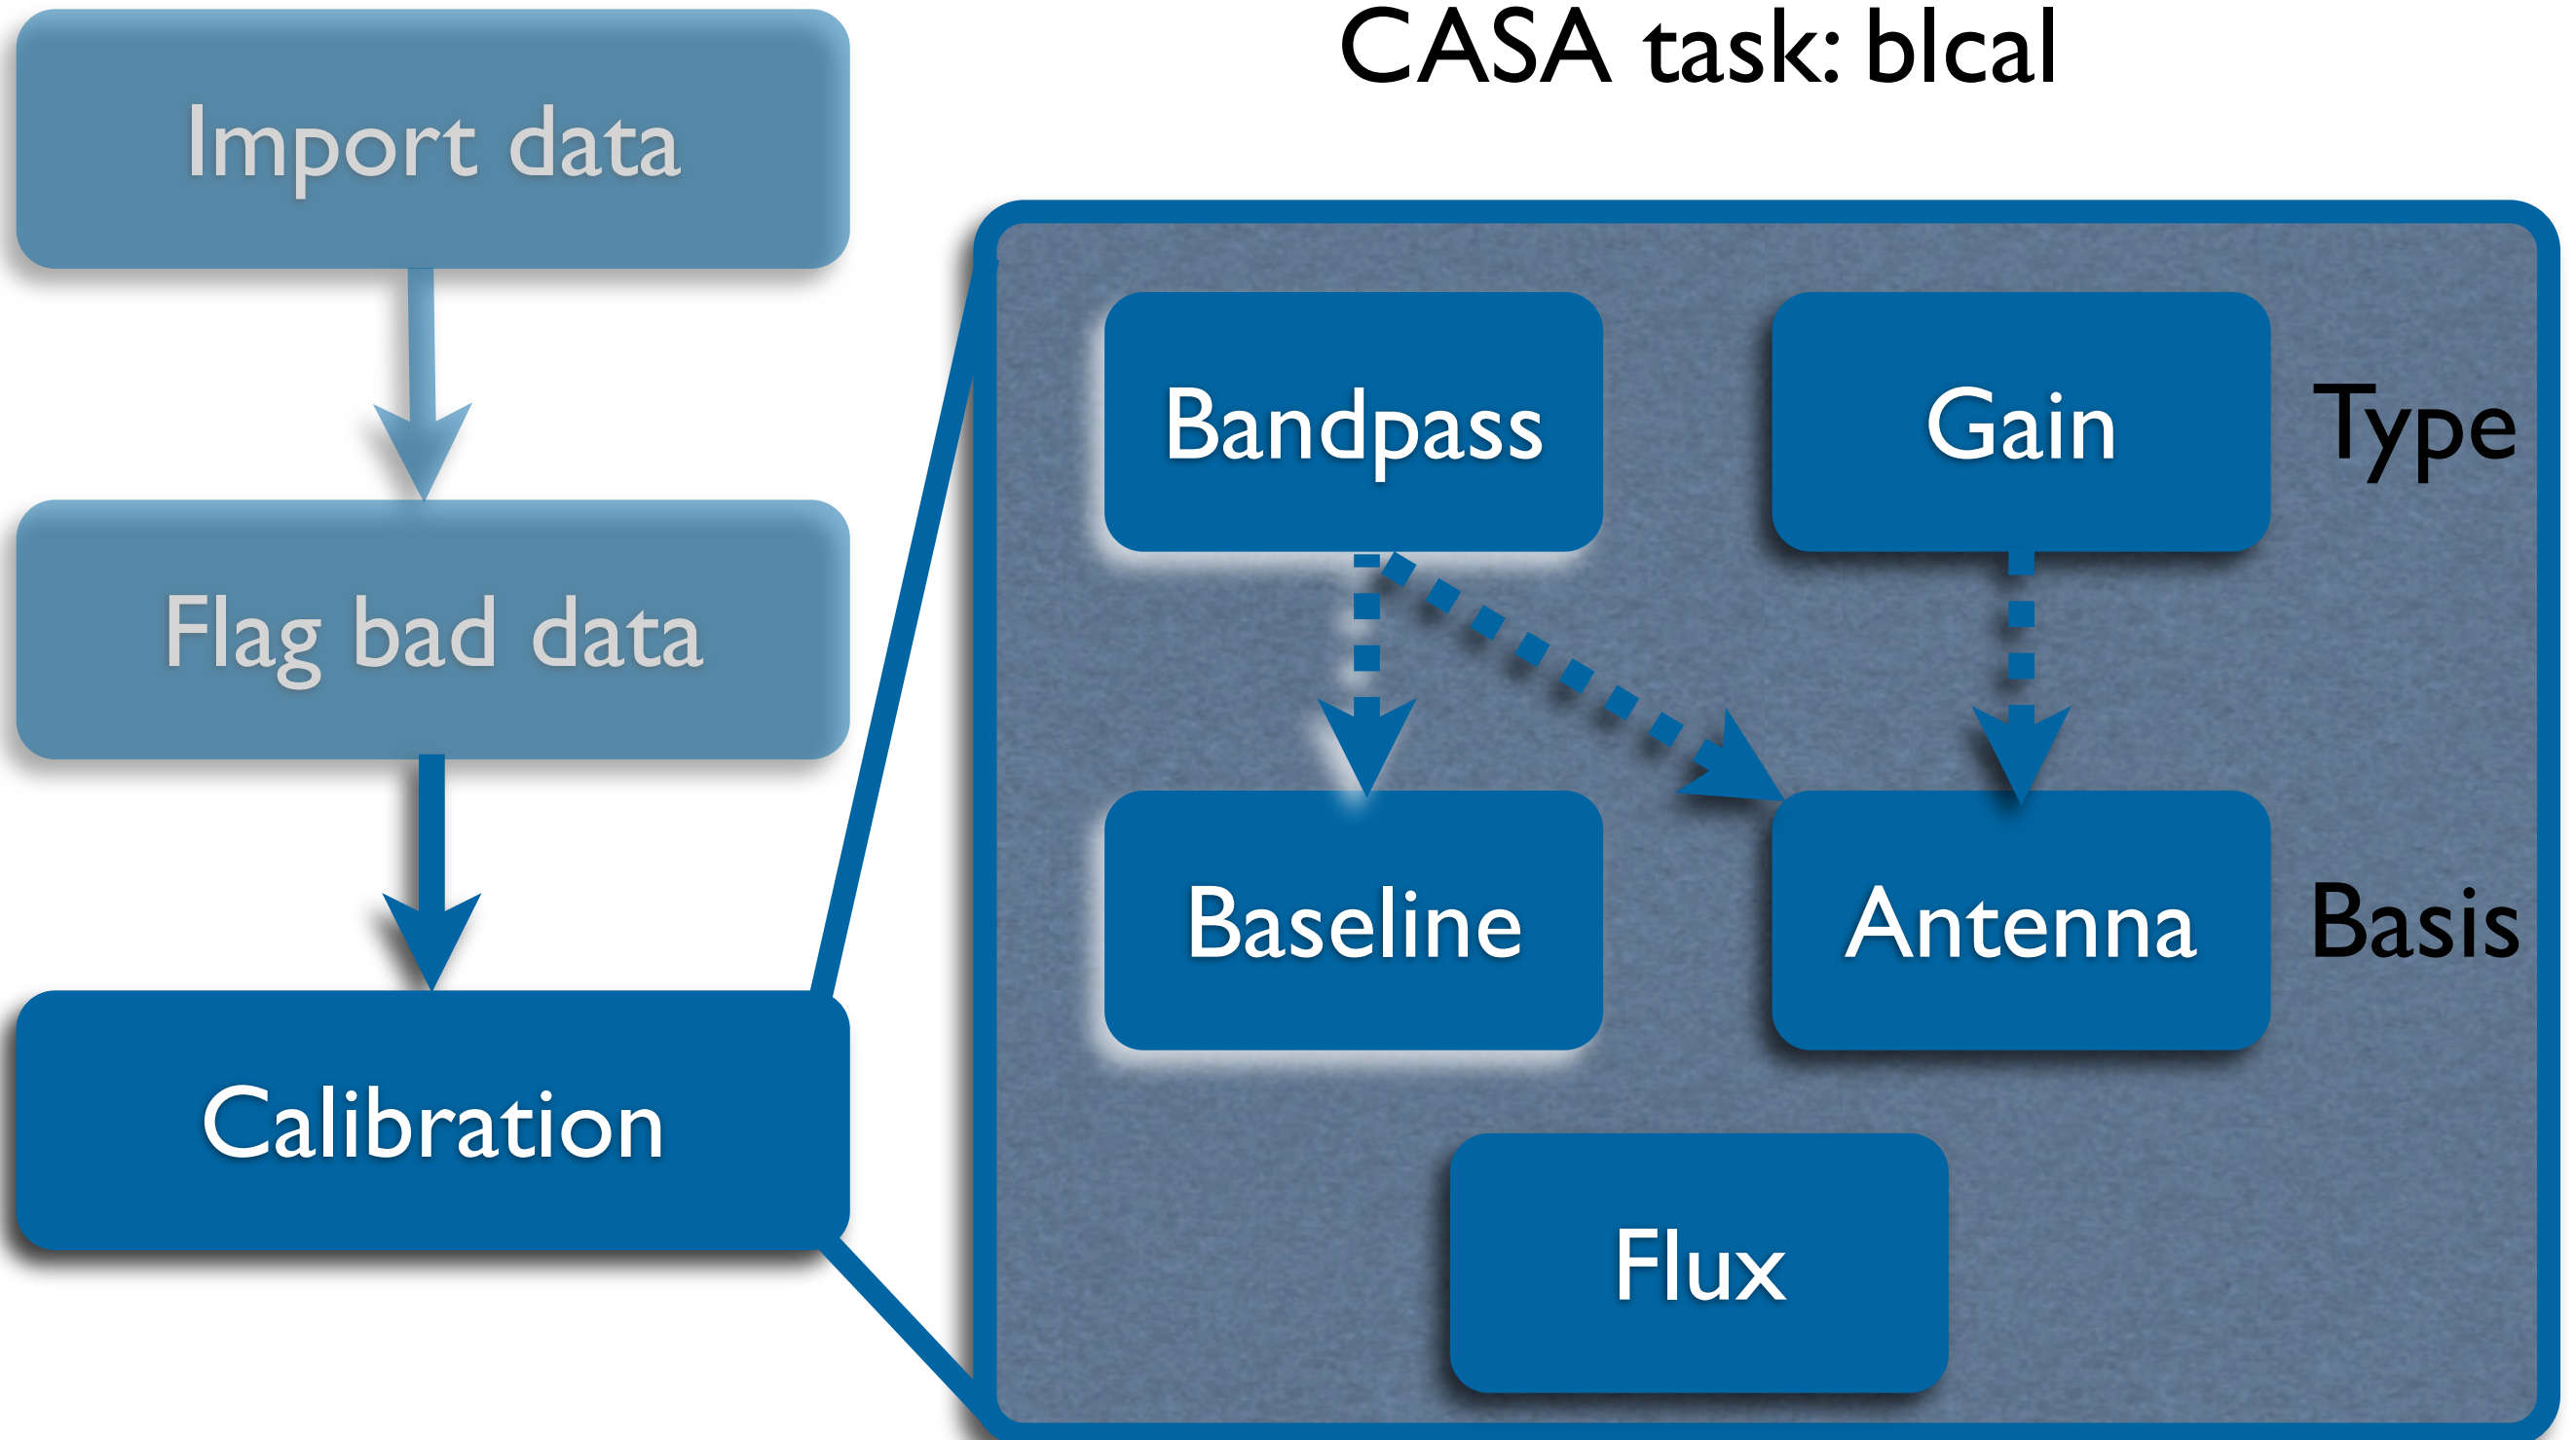 CASA task: blcal
Import data
Flag bad data
Calibration
Bandpass
Gain
Type
Baseline
Antenna
Basis
Flux